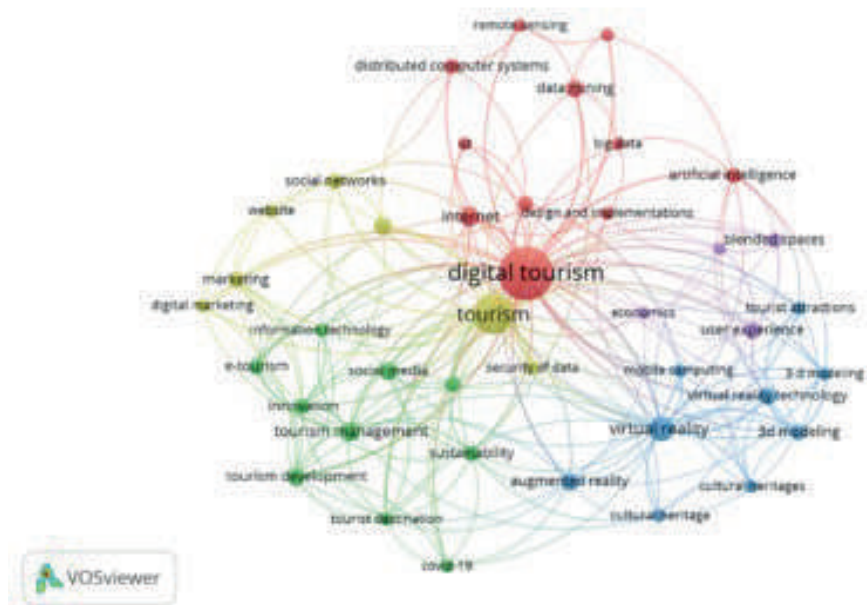 remote sensing
distributed computer systems
data mining
iot
big data
artificial intelligence
social networks
website
internet
design and implementations
blended spaces
digital tourism
marketing
digital marketing
tourism
economics
tourist attractions
information technology
user experience
e-tourism
social media
security of data
mobile computing
3-d modeling
virtual reality technology
innovation
tourism management
virtual reality
3d modeling
sustainability
tourism development
augmented reality
cultural heritages
tourist destination
cultural heritage
covid-19
VOSviewer